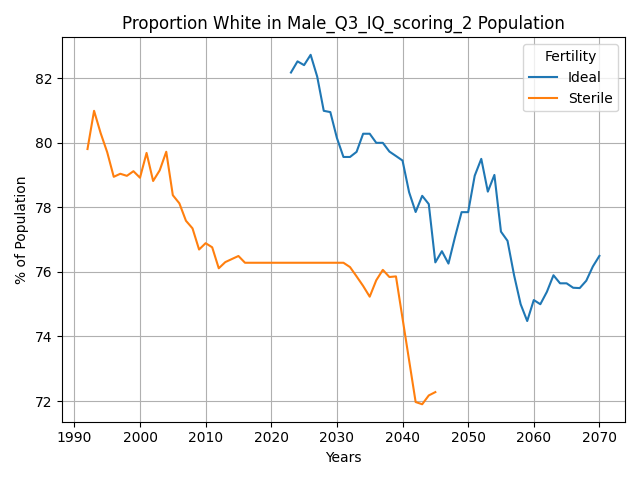 Proportion White in Male_Q3_IQ_scoring_2 Population
Fertility
Ideal
Sterile
% of Population
82
80
78
76
74
72
1990 2000 2010 2020 2030 2040 2050 2060 2070
Years